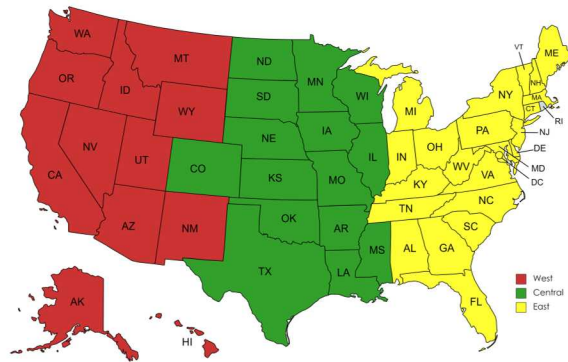 WA
OR
CA
NV
ID
MT
WY
UT
AZ
NM
CO
ND
SD
NE
KS
OK
TX
MN
IA
MO
AR
LA
WI
IL
MS
MI
IN
OH
KY
TN
AL
GA
FL
SC
NC
VA
WV
PA
NY
VT
NH
ME
MA
CT
RI
NJ
DE
MD
DC
AK
HI
West
Central
East